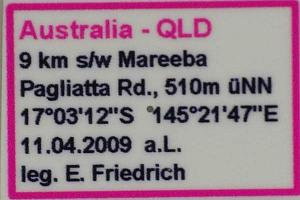 Australia - QLD
9 km s/w Mareeba
Pagliatta Rd., 510m üNN
17°03'12"S 145°21'47"E
11.04.2009 a.L.
leg. E. Friedrich